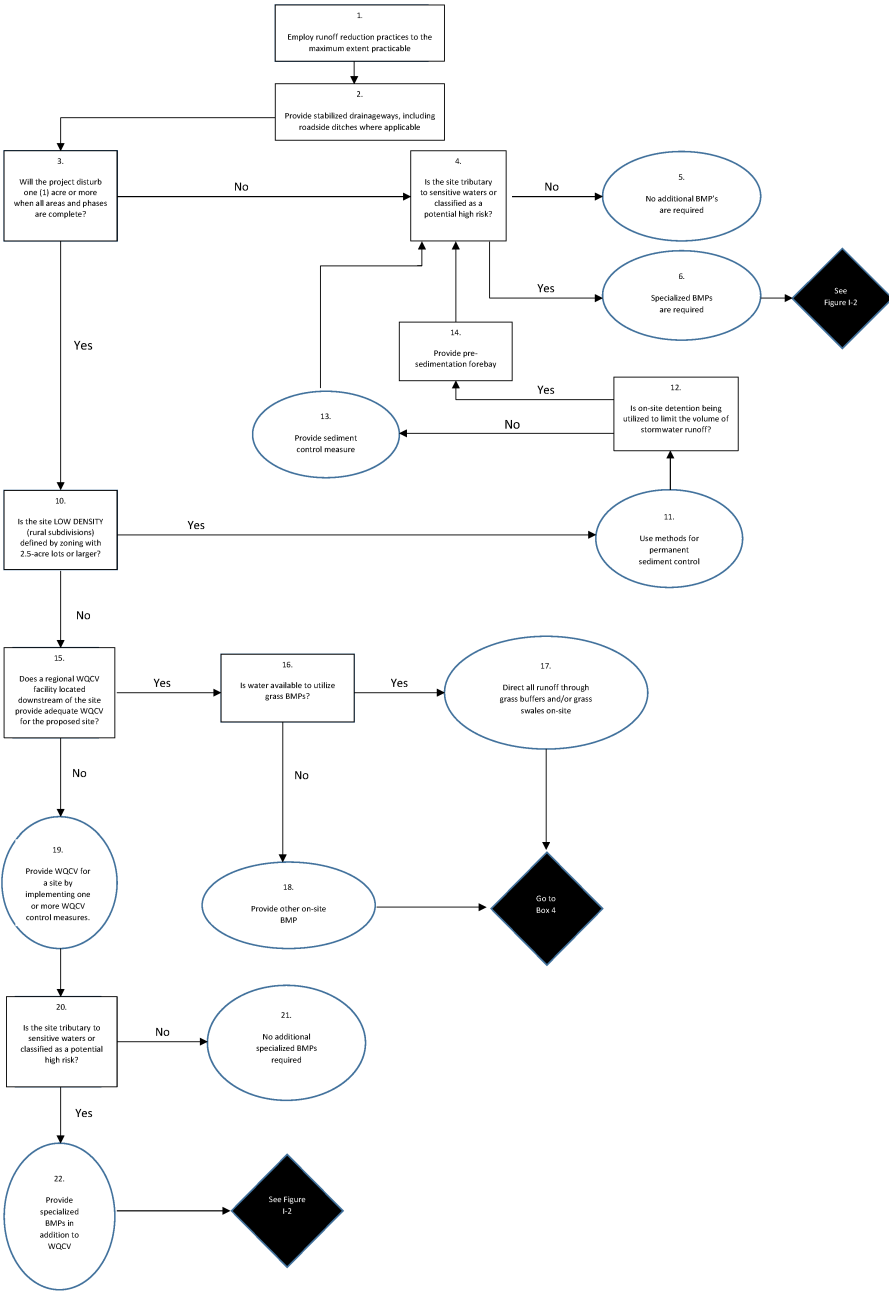 1.
Employ runoff reduction practices to the
maximum extent practicable
2.
Provide stabilized drainageways, including
roadside ditches where applicable
3.
Will the project disturb
one (1) acre or more
when all areas and phases
are complete?
No
4.
Is the site tributary
to sensitive waters or
classified as a
potential high risk?
No
5.
No additional BMP's
are required
Yes
6.
Specialized BMPs
are required
See
Figure I-2
Yes
14.
Provide pre-
sedimentation forebay
Yes
12.
Is on-site detention being
utilized to limit the volume of
stormwater runoff?
No
13.
Provide sediment
control measure
10.
Is the site LOW DENSITY
(rural subdivisions)
defined by zoning with
2.5-acre lots or larger?
Yes
11.
Use methods for
permanent
sediment control
No
15.
Does a regional WQCV
facility located
downstream of the site
provide adequate WQCV
for the proposed site?
Yes
16.
Is water available to utilize
grass BMPs?
Yes
17.
Direct all runoff through
grass buffers and/or grass
swales on-site
No
No
19.
Provide WQCV for
a site by
implementing one
or more WQCV
control measures.
18.
Provide other on-site
BMP
Go to
Box 4
20.
Is the site tributary to
sensitive waters or
classified as a potential
high risk?
No
21.
No additional
specialized BMPs
required
Yes
22.
Provide
specialized
BMPs in
addition to
WQCV
See Figure
I-2